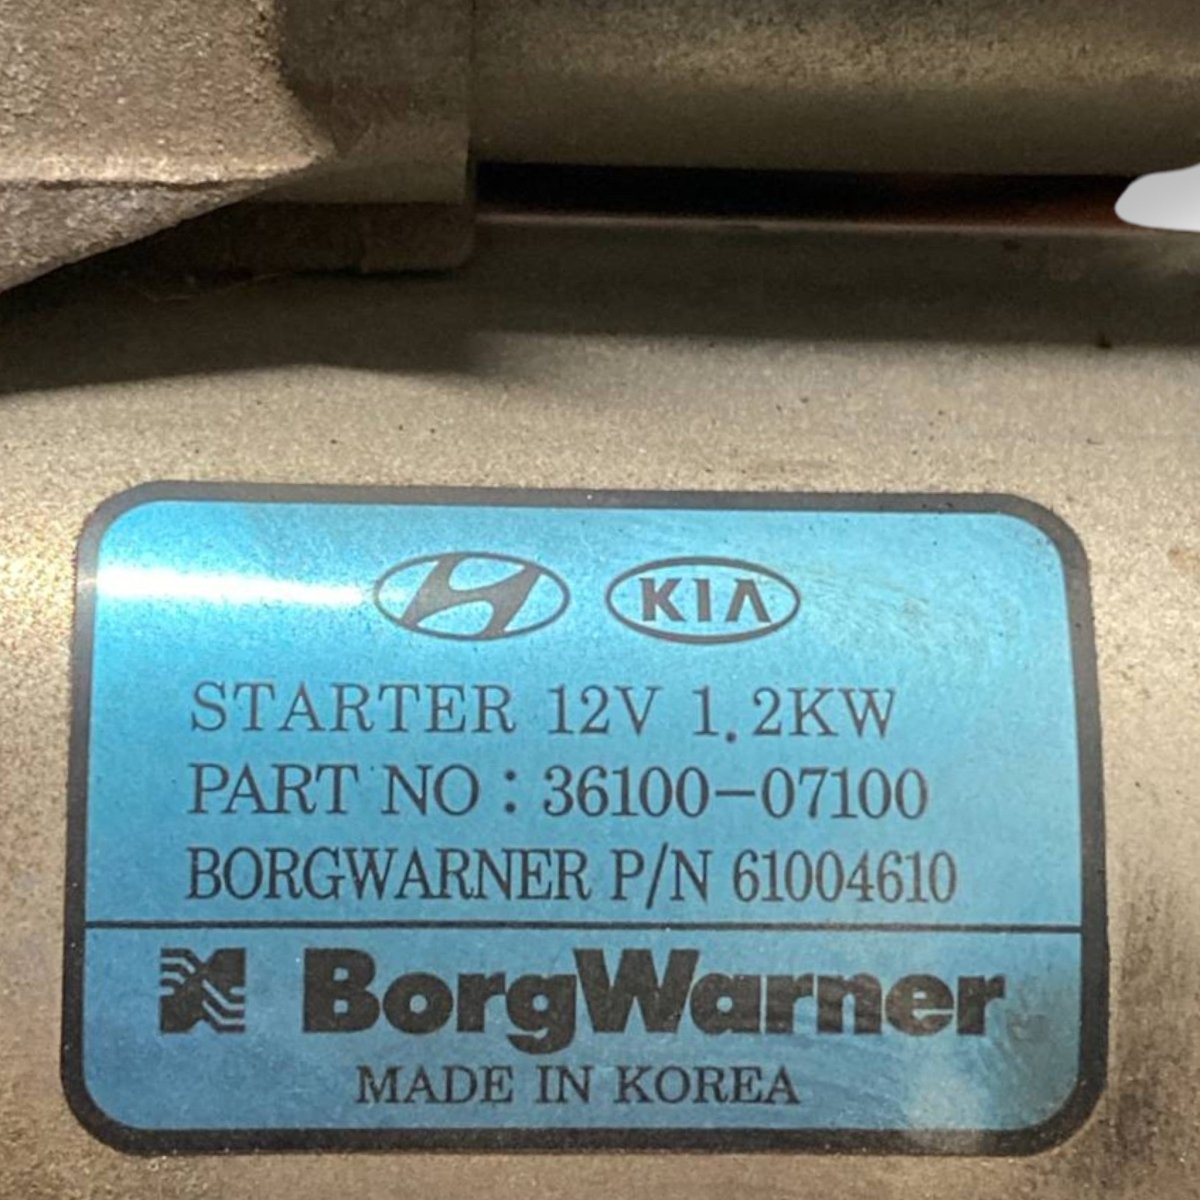 KIA
STARTER 12V 1.2KW
PART NO : 36100-07100
BORGWARNER P/N 61004610
BorgWarner
MADE IN KOREA